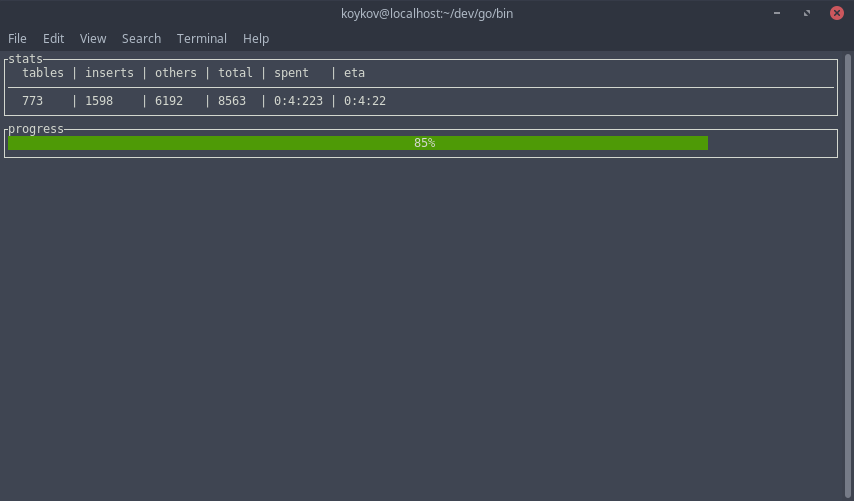 koykov@localhost:~/dev/go/bin
File Edit View Search Terminal Help
stats
tables | inserts | others | total | spent | eta
773 | 1598 | 6192 | 8563 | 0:4:223 | 0:4:22
progress
85%